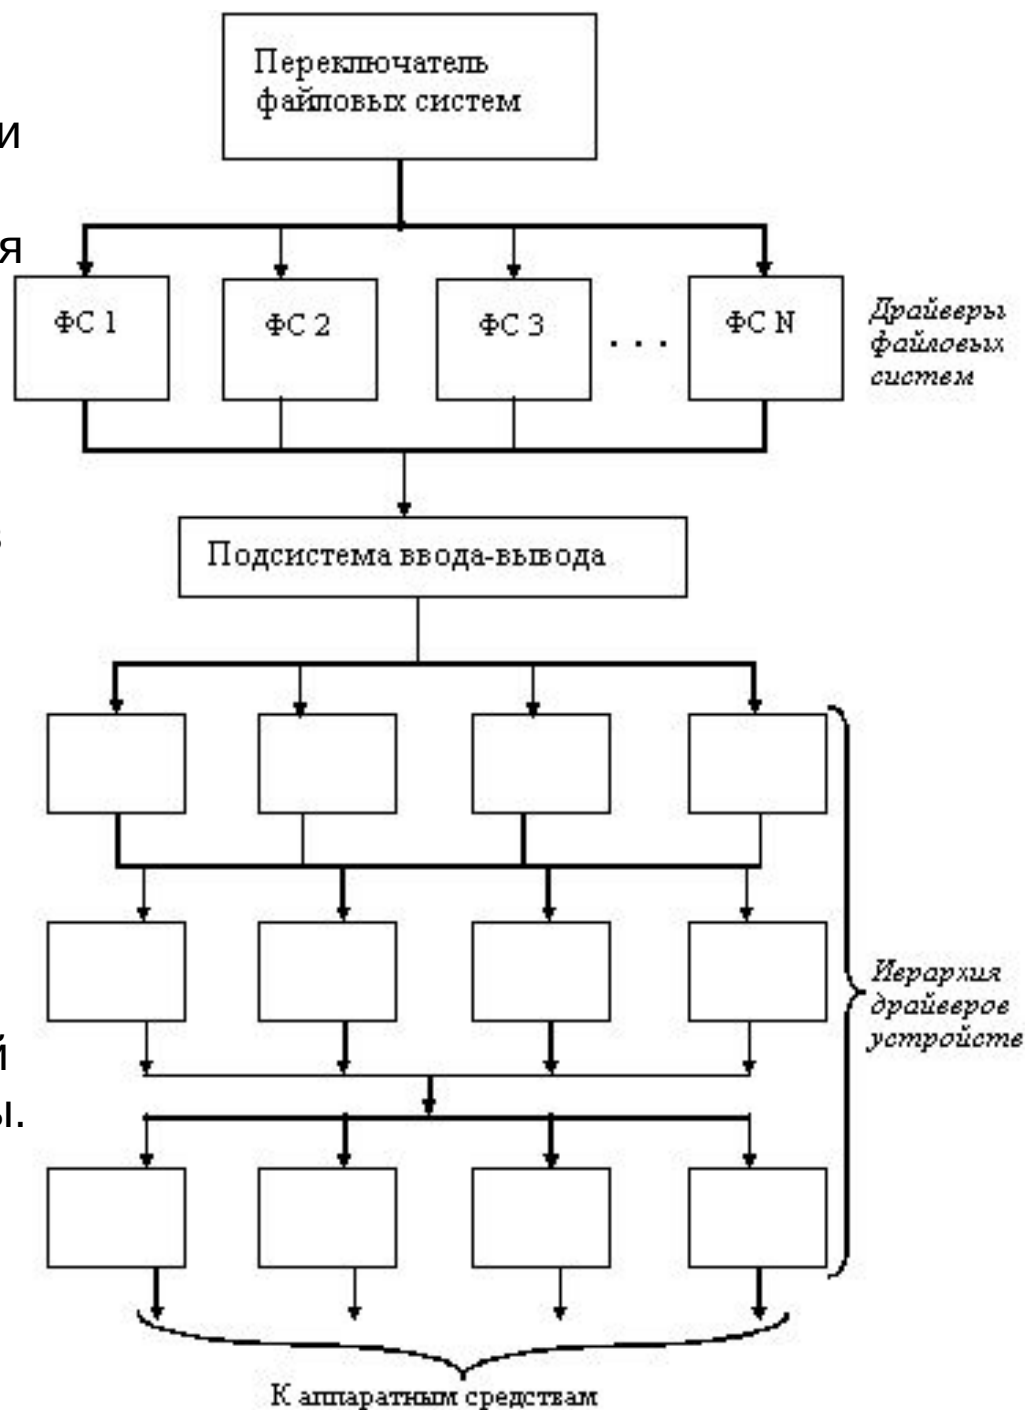 Переключатель
файловых систем
и
я
ФС 1
ФС 2
ФС 3
. . .
ФС N
Драйверы
файловых
систем
в
Подсистема ввода-вывода
Иерархия
драйверов
устройств
й
ы.
К аппаратным средствам